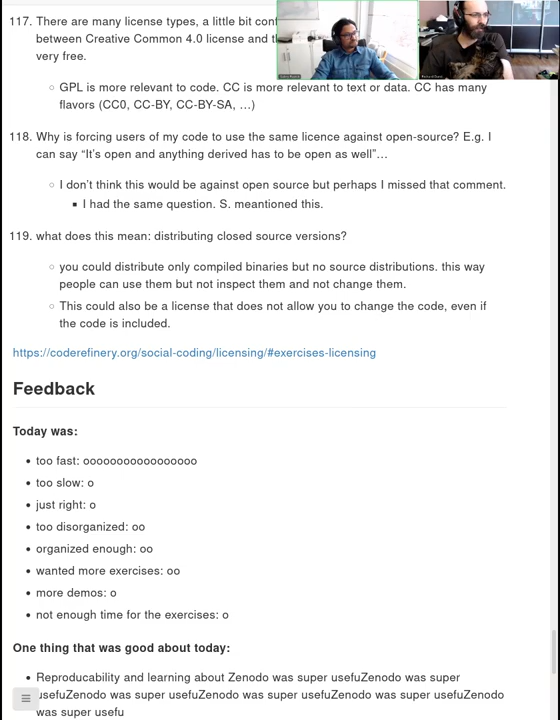 117. There are many license types, a little bit conf
between Creative Common 4.0 license and th
very free.
GPL is more relevant to code. CC is more relevant to text or data. CC has many
flavors (CC0, CC-BY, CC-BY-SA, …)
118. Why is forcing users of my code to use the same licence against open-source? E.g. I
can say “It’s open and anything derived has to be open as well”…
I don’t think this would be against open source but perhaps I missed that comment.
I had the same question. S. meantioned this.
119. what does this mean: distributing closed source versions?
you could distribute only compiled binaries but no source distributions. this way
people can use them but not inspect them and not change them.
This could also be a license that does not allow you to change the code, even if
the code is included.
https://coderefinery.org/social-coding/licensing/#exercises-licensing
Feedback
Today was:
too fast: ooooooooooooooooo
too slow: o
just right: o
too disorganized: oo
organized enough: oo
wanted more exercises: oo
more demos: o
not enough time for the exercises: o
One thing that was good about today:
Reproducability and learning about Zenodo was super usefuZenodo was super
usefuZenodo was super usefuZenodo was super usefuZenodo was super usefuZenodo
was super usefu